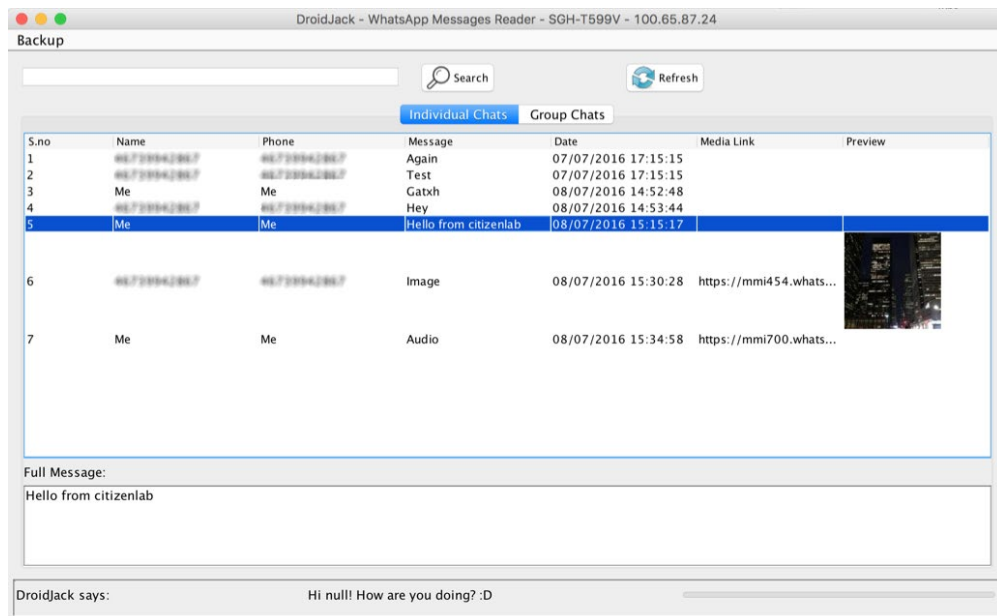 DroidJack - WhatsApp Messages Reader - SGH-T599V - 100.65.87.24
Backup
Search Refresh
Individual Chats Group Chats
S.no Name Phone Message Date Media Link Preview
1 Again 07/07/2016 17:15:15
2 Test 07/07/2016 17:15:15
3 Me Me Gatxh 08/07/2016 14:52:48
4 Hey 08/07/2016 14:53:44
5 Me Me Hello from citizenlab 08/07/2016 15:15:17
6 Image 08/07/2016 15:30:28 https://mmi454.whats...
7 Me Me Audio 08/07/2016 15:34:58 https://mmi700.whats...
Full Message:
Hello from citizenlab
DroidJack says: Hi null! How are you doing? :D